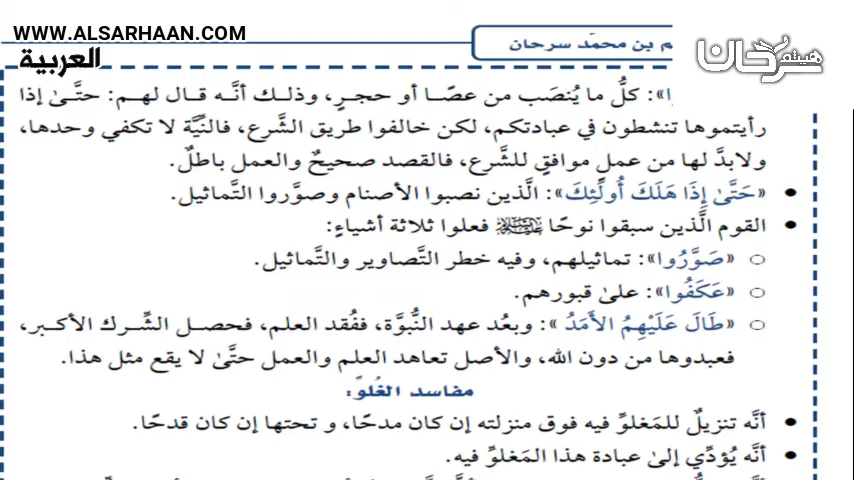 WWW.ALSARHAAN.COM
العربية
م بن محمّد سرحان
هيثم سرحان
وا»: كلُّ ما يُنصَب من عصًا أو حجرٍ، وذلك أنَّه قال لهم: حتَّىٰ إذا
رأيتموها تنشطون في عبادتكم، لكن خالفوا طريق الشَّرع، فالنِّيَّة لا تكفي وحدها،
ولابدَّ لها من عملٍ موافقٍ للشَّرع، فالقصد صحيحٌ والعمل باطلٌ.
• «حَتَّىٰ إِذَا هَلَكَ أُولَٰئِكَ»: الَّذين نصبوا الأصنام وصوَّروا التَّماثيل.
• القوم الَّذين سبقوا نوحًا ﷺ فعلوا ثلاثة أشياءٍ:
○ «صَوَّرُوا»: تماثيلهم، وفيه خطر التَّصاوير والتَّماثيل.
○ «عَكَفُوا»: علىٰ قبورهم.
○ «طَالَ عَلَيْهِمُ الأَمَدُ »: وبعُد عهد النُّبوَّة، ففُقد العلم، فحصل الشِّرك الأكبر،
فعبدوها من دون الله، والأصل تعاهد العلم والعمل حتَّىٰ لا يقع مثل هذا.
مفاسد الغُلوّ:
• أنَّه تنزيلٌ للمَغلوِّ فيه فوق منزلته إن كان مدحًا، و تحتها إن كان قدحًا.
• أنَّه يُؤدِّي إلىٰ عبادة هذا المَغلوِّ فيه.